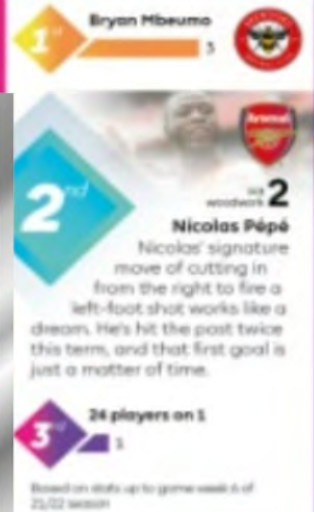 1st
Bryan Mbeumo
3
Arsenal
2nd
Hit
woodwork 2
Nicolas Pépé
Nicolas' signature
move of cutting in
from the right to fire a
left-foot shot works like a
dream. He's hit the post twice
this term, and that first goal is
just a matter of time.
3rd
24 players on 1
1
Based on stats up to game week 6 of
21/22 season